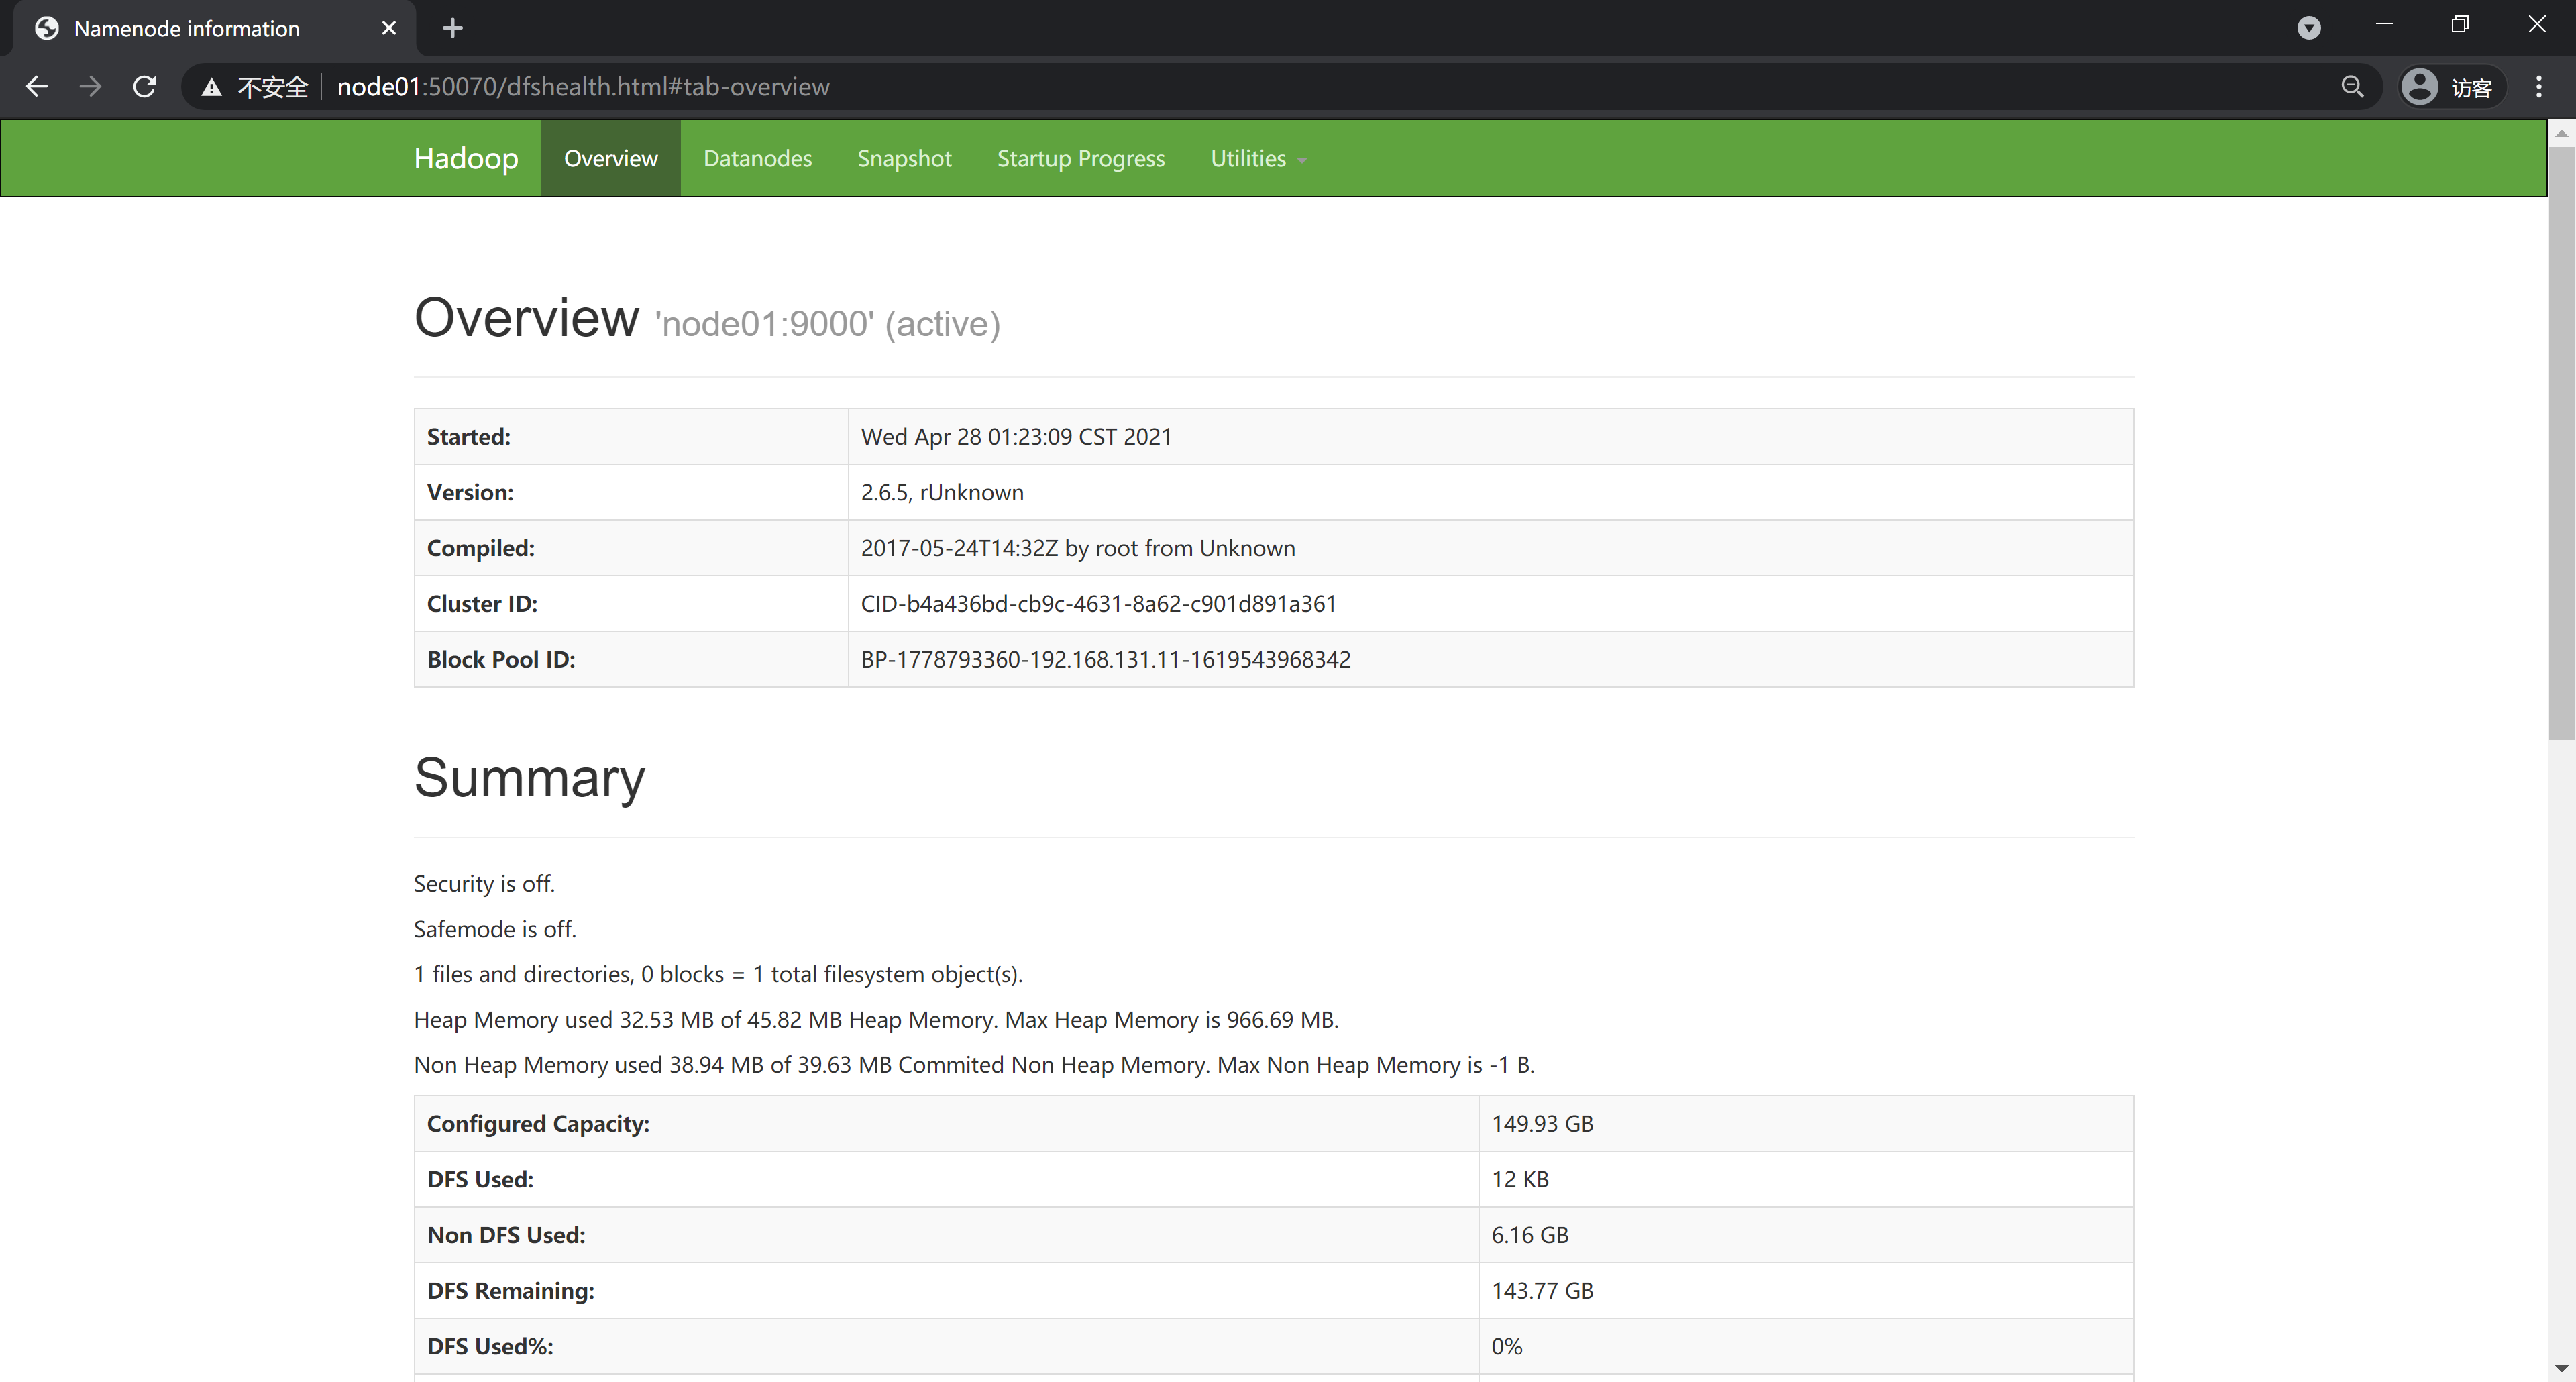 Namenode information
不安全 node01:50070/dfshealth.html#tab-overview 访客
Hadoop Overview Datanodes Snapshot Startup Progress Utilities
Overview 'node01:9000' (active)
Started: Wed Apr 28 01:23:09 CST 2021
Version: 2.6.5, rUnknown
Compiled: 2017-05-24T14:32Z by root from Unknown
Cluster ID: CID-b4a436bd-cb9c-4631-8a62-c901d891a361
Block Pool ID: BP-1778793360-192.168.131.11-1619543968342
Summary
Security is off.
Safemode is off.
1 files and directories, 0 blocks = 1 total filesystem object(s).
Heap Memory used 32.53 MB of 45.82 MB Heap Memory. Max Heap Memory is 966.69 MB.
Non Heap Memory used 38.94 MB of 39.63 MB Commited Non Heap Memory. Max Non Heap Memory is -1 B.
Configured Capacity: 149.93 GB
DFS Used: 12 KB
Non DFS Used: 6.16 GB
DFS Remaining: 143.77 GB
DFS Used%: 0%